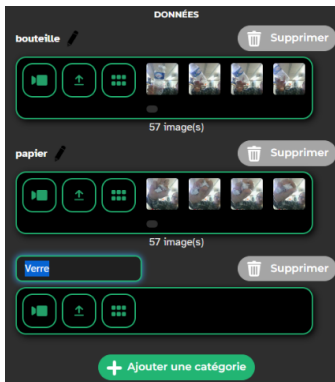 DONNÉES
bouteille
Supprimer
57 image(s)
papier
Supprimer
57 image(s)
Verre
Supprimer
Ajouter une catégorie